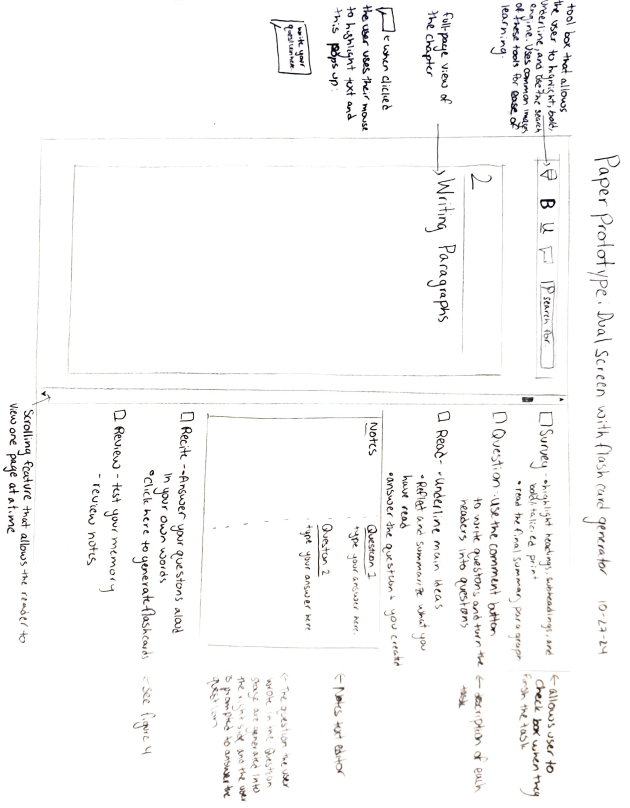 Paper Prototype: Dual Screen with flash card generator 10-27-24
tool box that allows
the user to highlight, bold,
underline, and use the search
engine. Uses common images
of these tools for ease of
learning.
B U search for
full-page view of
the chapter
2
Writing Paragraphs
← when clicked
the user uses their mouse
to highlight text and
this pops up:
write your
question here
Survey - •highlight headings, subheadings, and
bold/italicized print
•read the final summary paragraph
← allows user to
check box when they
finish the task
Question - use the comment button
to write questions and turn the
headers into questions
← description of each
task
Read - •Underline main ideas
•Reflect and summarize what you
have read
•answer the questions you created
Notes
Question 1
•type your answer here.
Question 2
•type your answer here
← Notes text editor
← The question the user
wrote in the Question
stage are generated into
the right side and the user
is prompted to answer the
question
Recite - •Answer your questions aloud
in your own words
•click here to generate flashcards ← See figure 4
Review - test your memory
- review notes
Scrolling feature that allows the reader to
view one page at a time